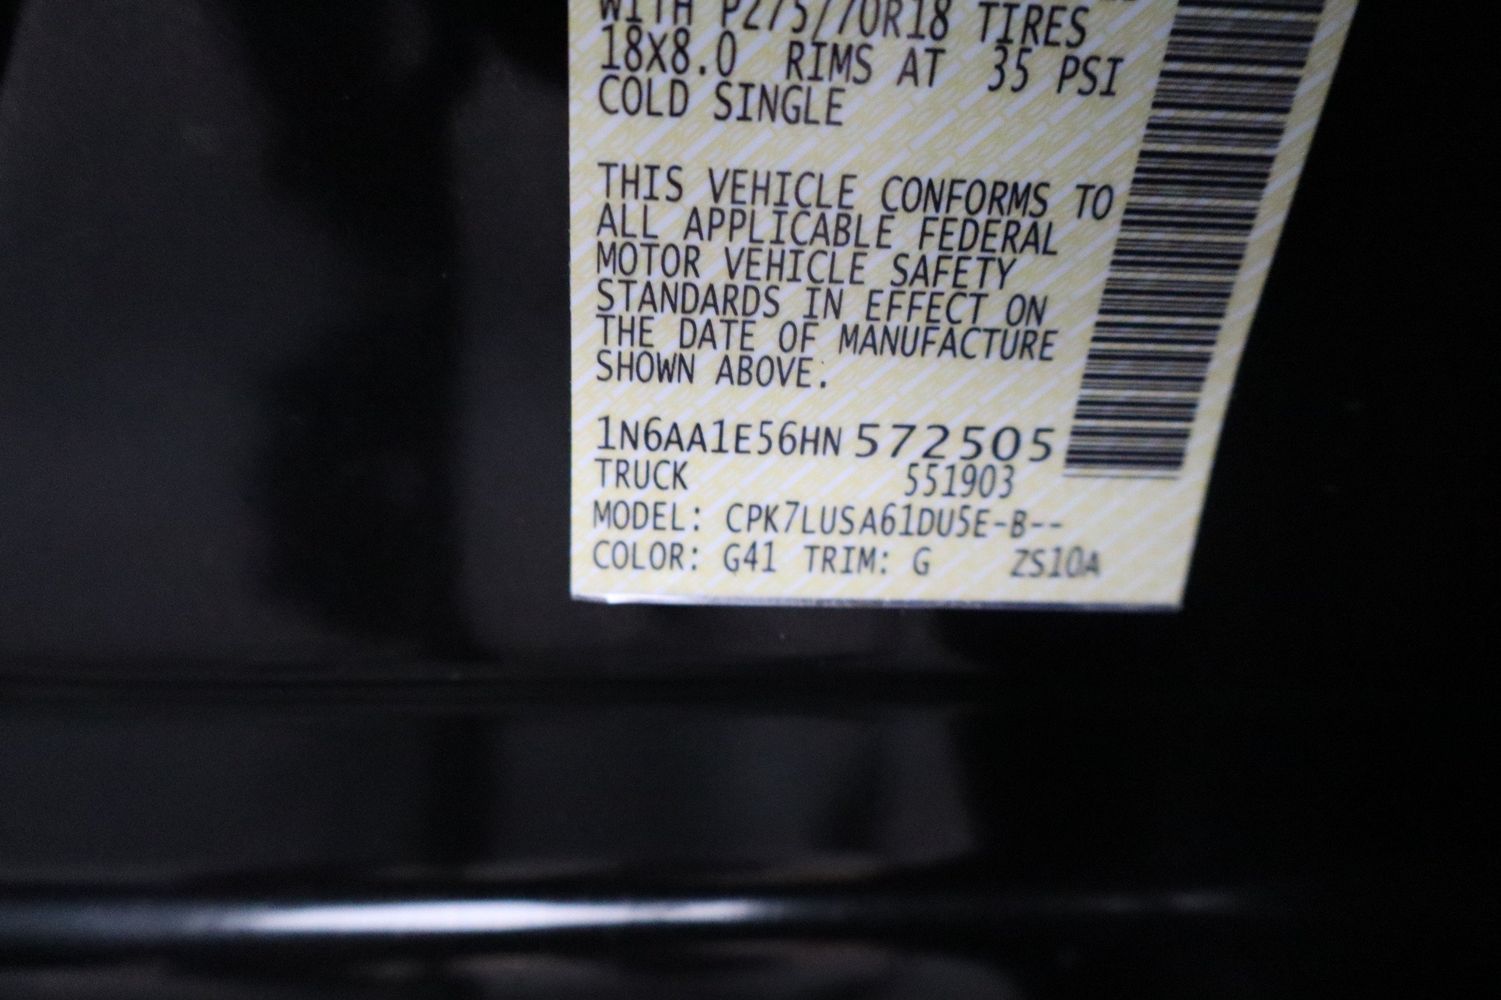 WITH P275/70R18 TIRES
18X8.0 RIMS AT 35 PSI
COLD SINGLE
THIS VEHICLE CONFORMS TO
ALL APPLICABLE FEDERAL
MOTOR VEHICLE SAFETY
STANDARDS IN EFFECT ON
THE DATE OF MANUFACTURE
SHOWN ABOVE.
1N6AA1E56HN572505
TRUCK 551903
MODEL: CPK7LUSA61DU5E-B--
COLOR: G41 TRIM: G ZS10A